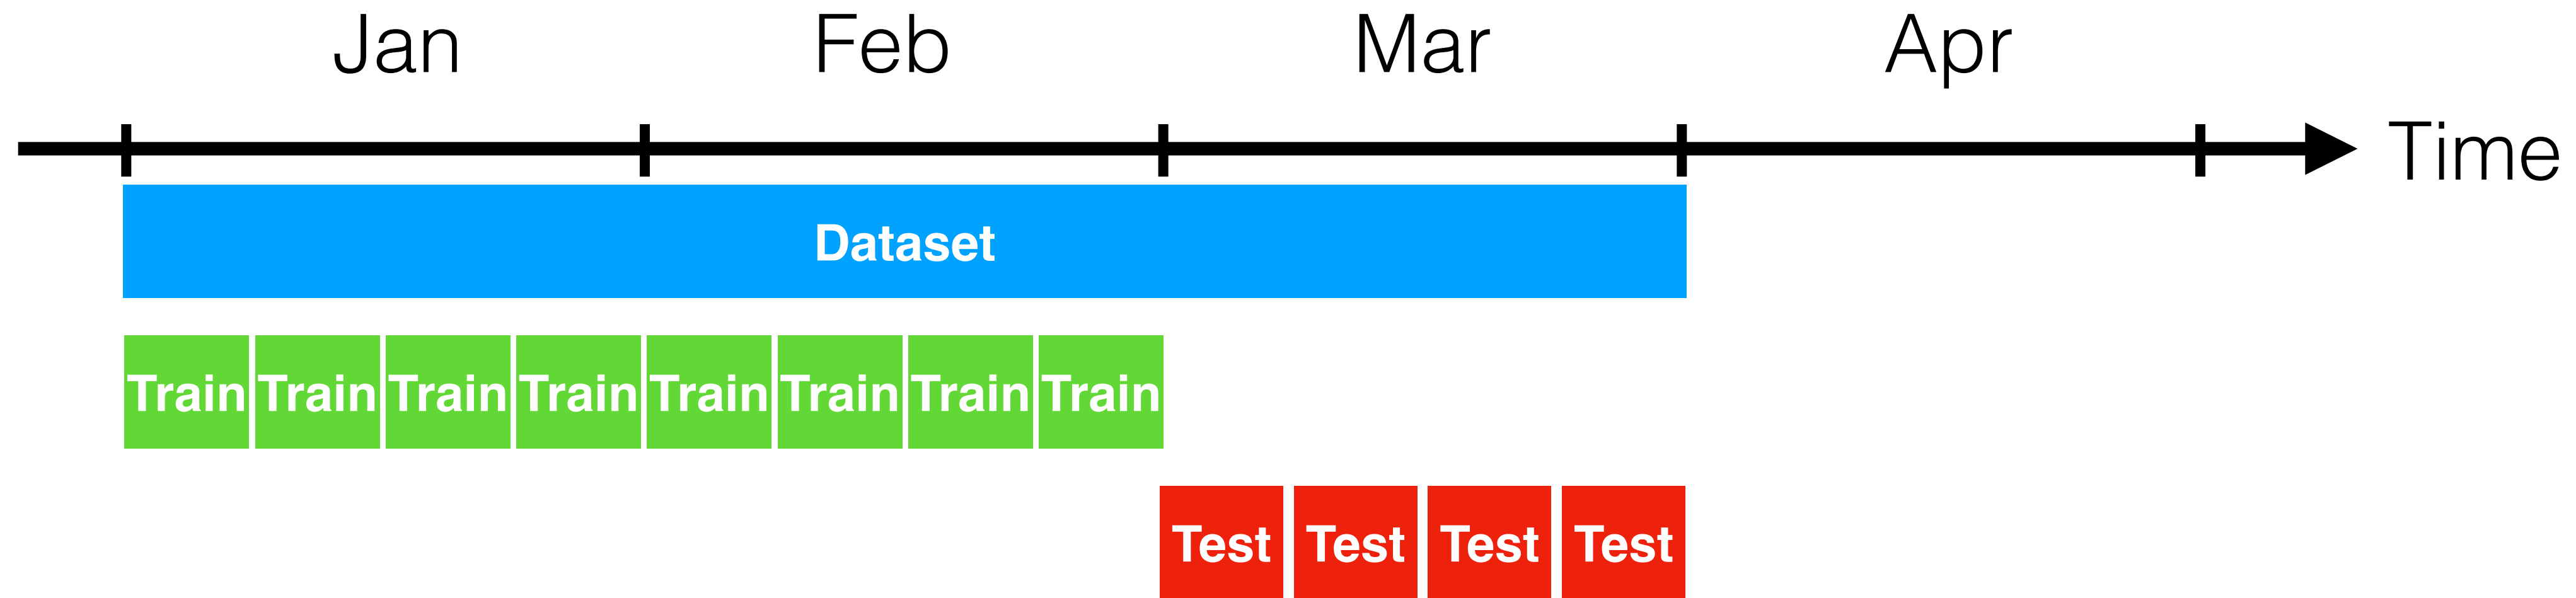 Jan Feb Mar Apr
Time
Dataset
Train Train Train Train Train Train Train Train
Test Test Test Test